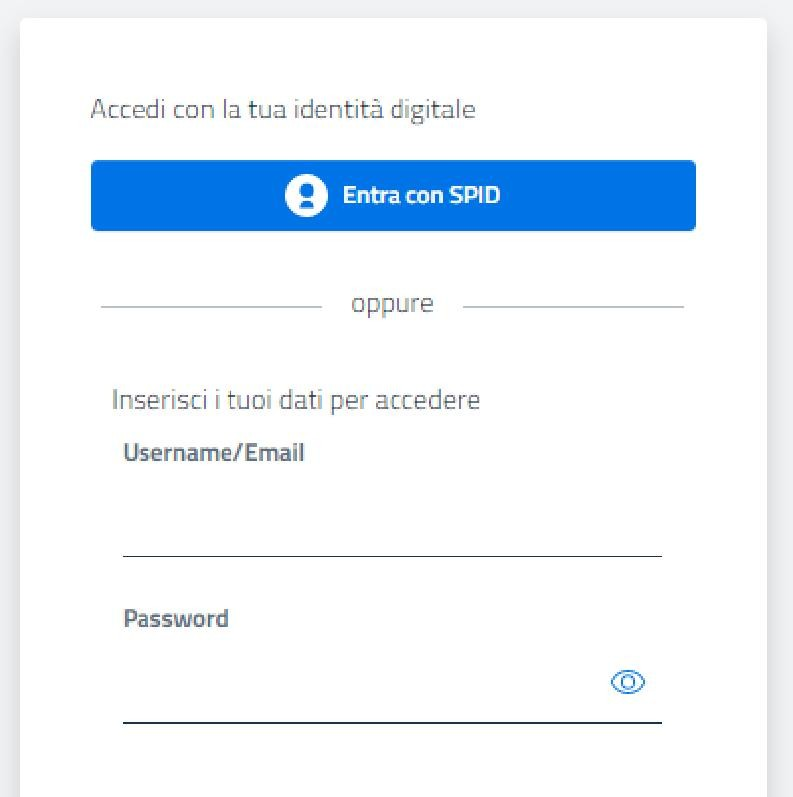 Accedi con la tua identità digitale
Entra con SPID
oppure
Inserisci i tuoi dati per accedere
Username/Email
Password